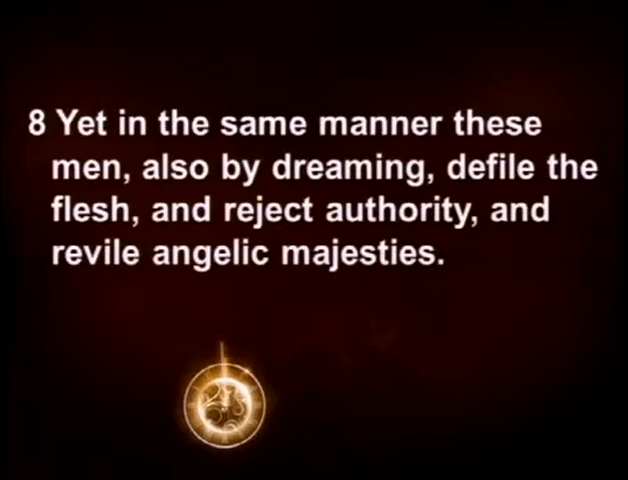 8 Yet in the same manner these
men, also by dreaming, defile the
flesh, and reject authority, and
revile angelic majesties.